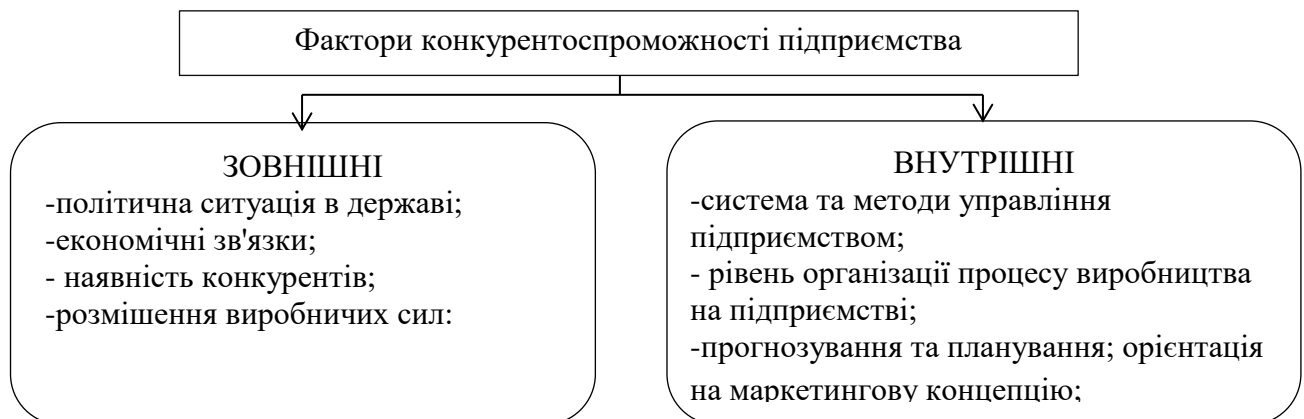 Фактори конкурентоспроможності підприємства
ЗОВНІШНІ
-політична ситуація в державі;
-економічні зв'язки;
- наявність конкурентів;
-розмішення виробничих сил:
ВНУТРІШНІ
-система та методи управління
підприємством;
- рівень організації процесу виробництва
на підприємстві;
-прогнозування та планування; орієнтація
на маркетингову концепцію;